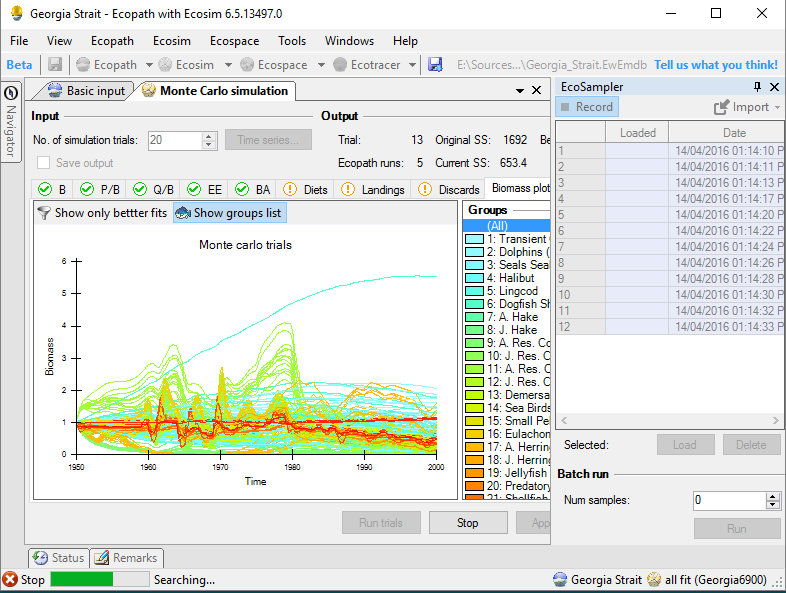 Georgia Strait - Ecopath with Ecosim 6.5.13497.0
File View Ecopath Ecosim Ecospace Tools Windows Help
Beta Ecopath Ecosim Ecospace Ecotracer E:\Sources...\Georgia_Strait.EwEmdb Tell us what you think!
Navigator
Basic input Monte Carlo simulation
Input
No. of simulation trials: 20 Time series...
Save output
Output
Trial: 13 Original SS: 1692 Be
Ecopath runs: 5 Current SS: 653.4
B P/B Q/B EE BA Diets Landings Discards Biomass plot
Show only bettter fits Show groups list
Monte carlo trials
Biomass
6
5
4
3
2
1
0
1950 1960 1970 1980 1990 2000
Time
Groups
(All)
1: Transient
2: Dolphins (
3: Seals Sea
4: Halibut
5: Lingcod
6: Dogfish Sh
7: A. Hake
8: J. Hake
9: A. Res. Co
10: J. Res. C
11: A. Res. C
12: J. Res. C
13: Demersa
14: Sea Birds
15: Small Pe
16: Eulachon
17: A. Herring
18: J. Herring
19: Jellyfish
20: Predatory
21: Shellfish
Run trials Stop App
EcoSampler
Record Import
Loaded Date
1 14/04/2016 01:14:10 P
2 14/04/2016 01:14:11 P
3 14/04/2016 01:14:13 P
4 14/04/2016 01:14:17 P
5 14/04/2016 01:14:20 P
6 14/04/2016 01:14:22 P
7 14/04/2016 01:14:24 P
8 14/04/2016 01:14:26 P
9 14/04/2016 01:14:28 P
10 14/04/2016 01:14:30 P
11 14/04/2016 01:14:32 P
12 14/04/2016 01:14:33 P
Selected: Load Delete
Batch run
Num samples: 0
Run
Status Remarks
Stop Searching... Georgia Strait all fit (Georgia6900)